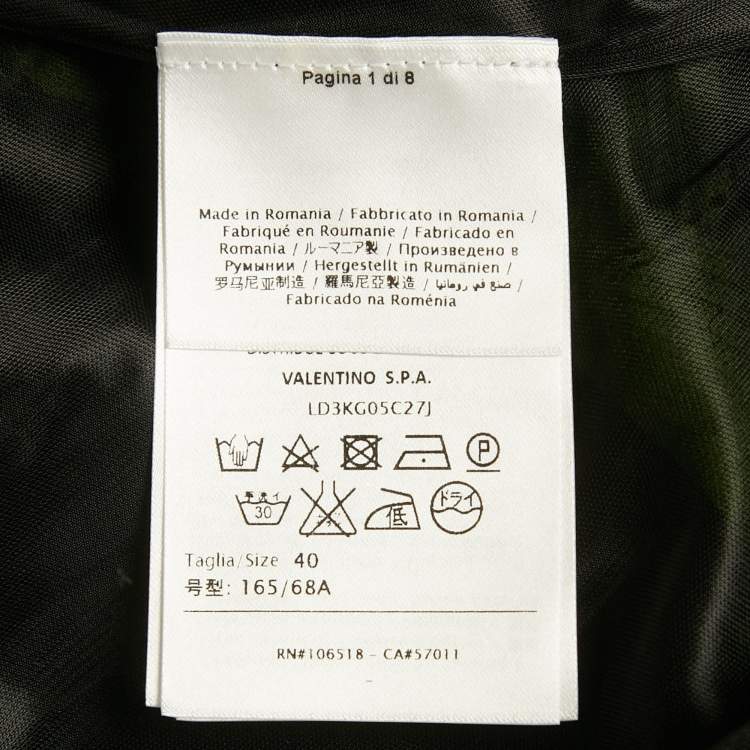 Pagina 1 di 8
Made in Romania / Fabbricato in Romania /
Fabriqué en Roumanie / Fabricado en
Romania / ルーマニア製 / Произведено в
Румынии / Hergestellt in Rumänien /
罗马尼亚制造 / 羅馬尼亞製造 / صنع في رومانيا /
Fabricado na Roménia
VALENTINO S.P.A.
LD3KG05C27J
P
手洗イ
30
低
ドライ
Taglia/Size 40
号型: 165/68A
RN#106518 - CA#57011